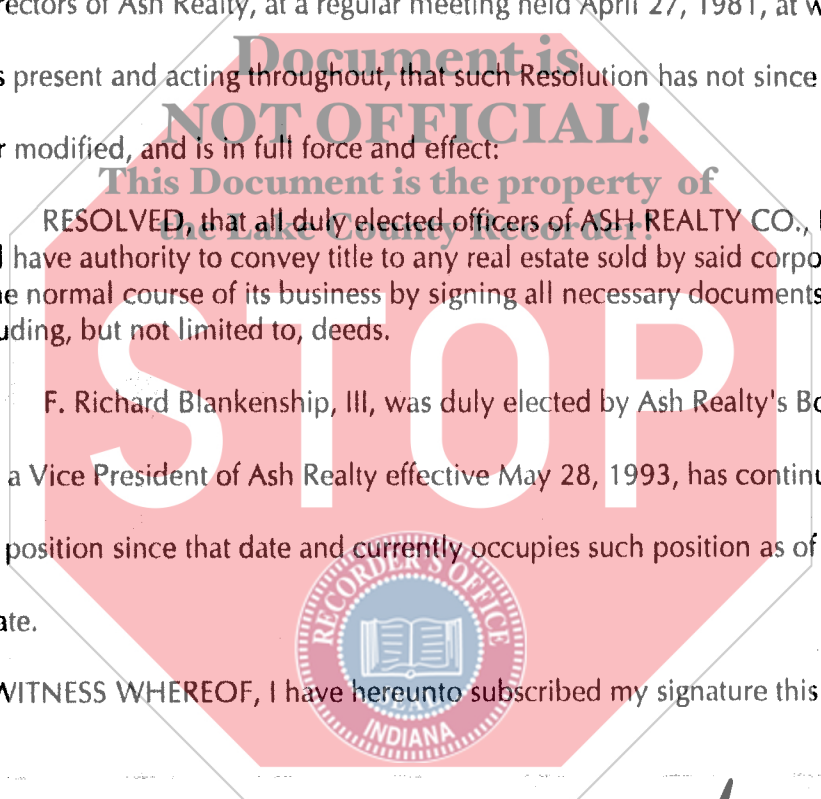 rectors of Ash Realty, at a regular meeting held April 27, 1981, at w
Document is
s present and acting throughout, that such Resolution has not since
NOT OFFICIAL!
r modified, and is in full force and effect:
This Document is the property of
the Lake County Recorder!
RESOLVED, that all duly elected officers of ASH REALTY CO.,
have authority to convey title to any real estate sold by said corpo
e normal course of its business by signing all necessary documents
uding, but not limited to, deeds.
STOP
F. Richard Blankenship, III, was duly elected by Ash Realty's Bo
a Vice President of Ash Realty effective May 28, 1993, has continu
position since that date and currently occupies such position as of
ate.
RECORDER'S OFFICE
WITNESS WHEREOF, I have hereunto subscribed my signature this
SEAL
INDIANA